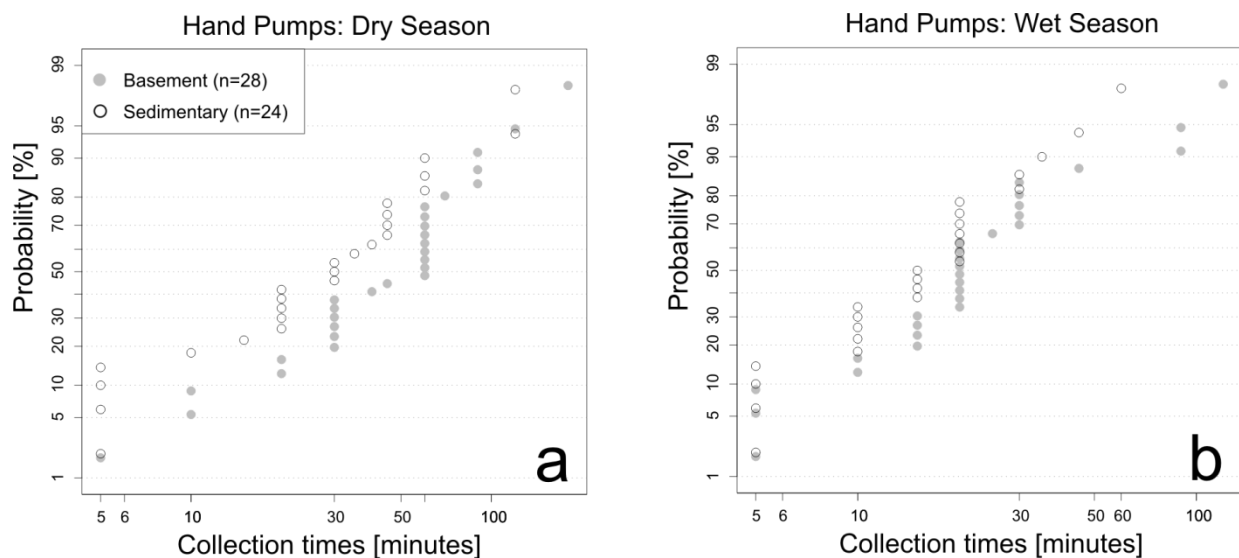 Hand Pumps: Dry Season
Basement (n=28)
Sedimentary (n=24)
Probability [%]
99
95
90
80
70
50
30
20
10
5
1
a
5 6 10 30 50 100
Collection times [minutes]
Hand Pumps: Wet Season
Probability [%]
99
95
90
80
70
50
30
20
10
5
1
b
5 6 10 30 50 60 100
Collection times [minutes]